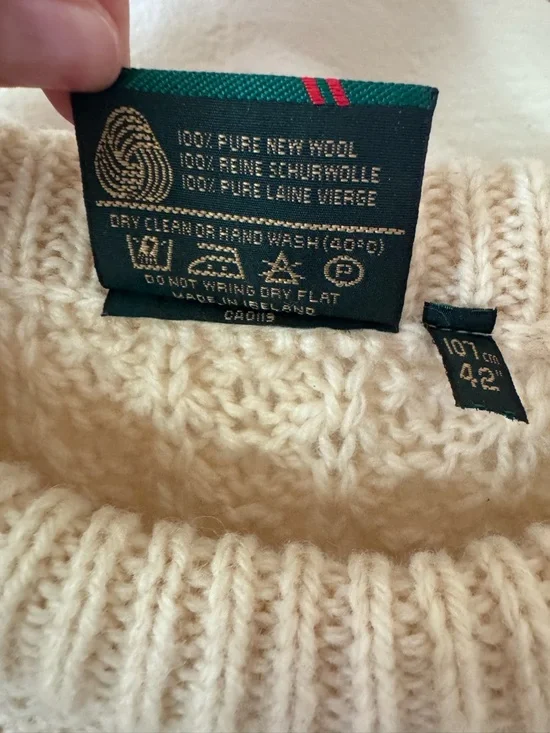 100% PURE NEW WOOL
100% REINE SCHURWOLLE
100% PURE LAINE VIERGE
DRY CLEAN OR HAND WASH (40°C)
P
DO NOT WRING DRY FLAT
MADE IN IRELAND
CA0119
107 cm
42"